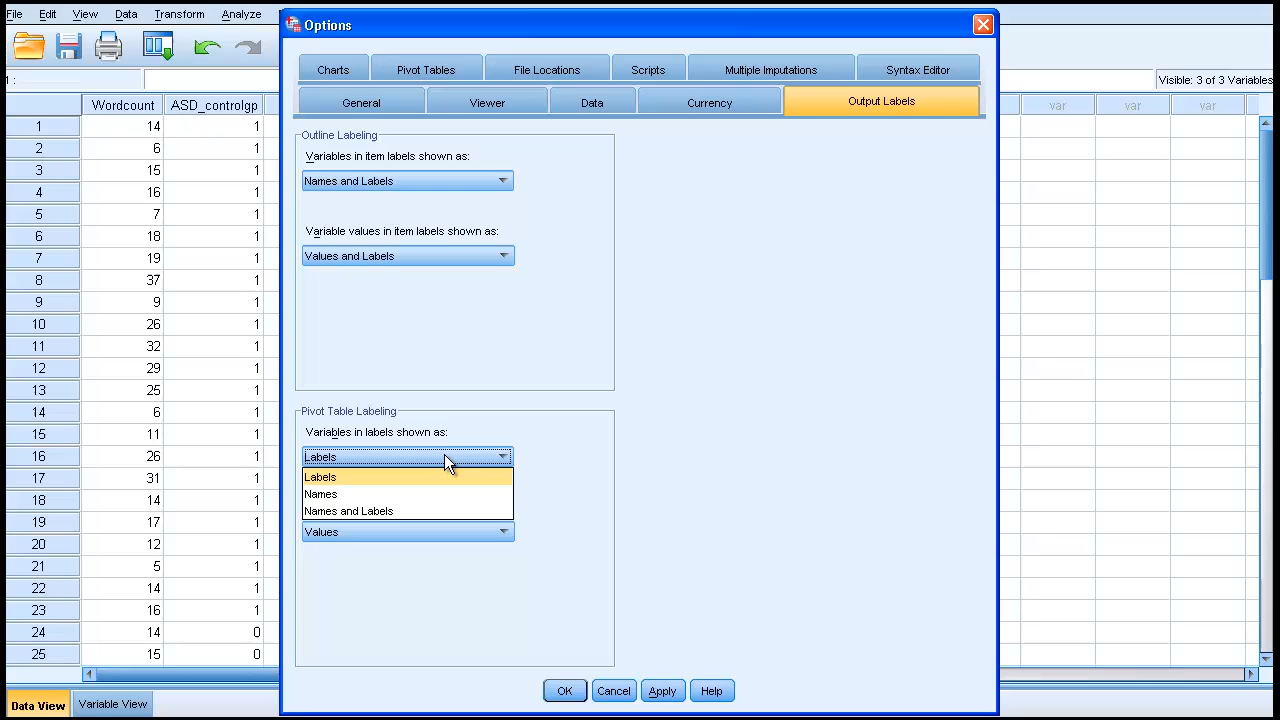 Options
File Edit View Data Transform Analyze
Charts Pivot Tables File Locations Scripts Multiple Imputations Syntax Editor
1 :
Visible: 3 of 3 Variables
General Viewer Data Currency Output Labels
Wordcount ASD_controlgp var var var
Outline Labeling
Variables in item labels shown as:
Names and Labels
Variable values in item labels shown as:
Values and Labels
Pivot Table Labeling
Variables in labels shown as:
Labels
Labels
Names
Names and Labels
Values
1 14 1
2 6 1
3 15 1
4 16 1
5 7 1
6 18 1
7 19 1
8 37 1
9 9 1
10 26 1
11 32 1
12 29 1
13 25 1
14 6 1
15 11 1
16 26 1
17 31 1
18 14 1
19 17 1
20 12 1
21 5 1
22 14 1
23 16 1
24 14 0
25 15 0
OK Cancel Apply Help
Data View Variable View